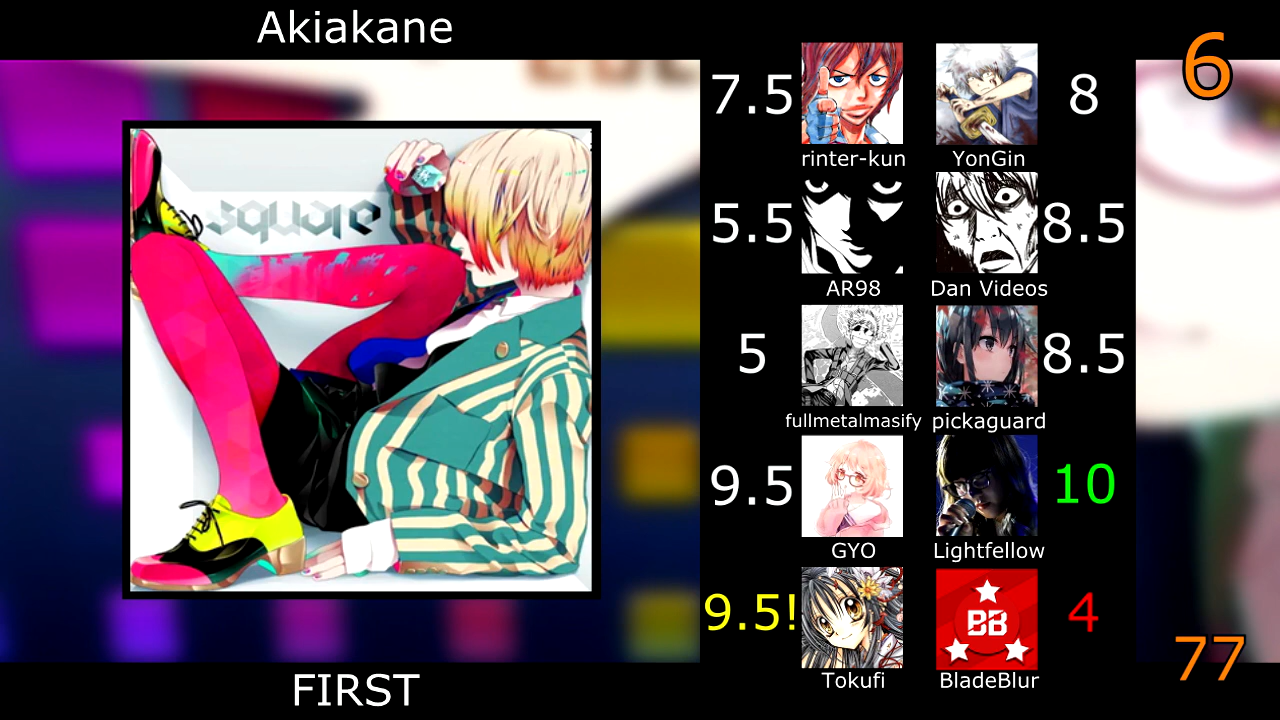 Akiakane
square
FIRST
7.5
rinter-kun
YonGin
8
5.5
AR98
Dan Videos
8.5
5
fullmetalmasify
pickaguard
8.5
9.5
GYO
Lightfellow
10
9.5!
Tokufi
BB
BladeBlur
4
6
77